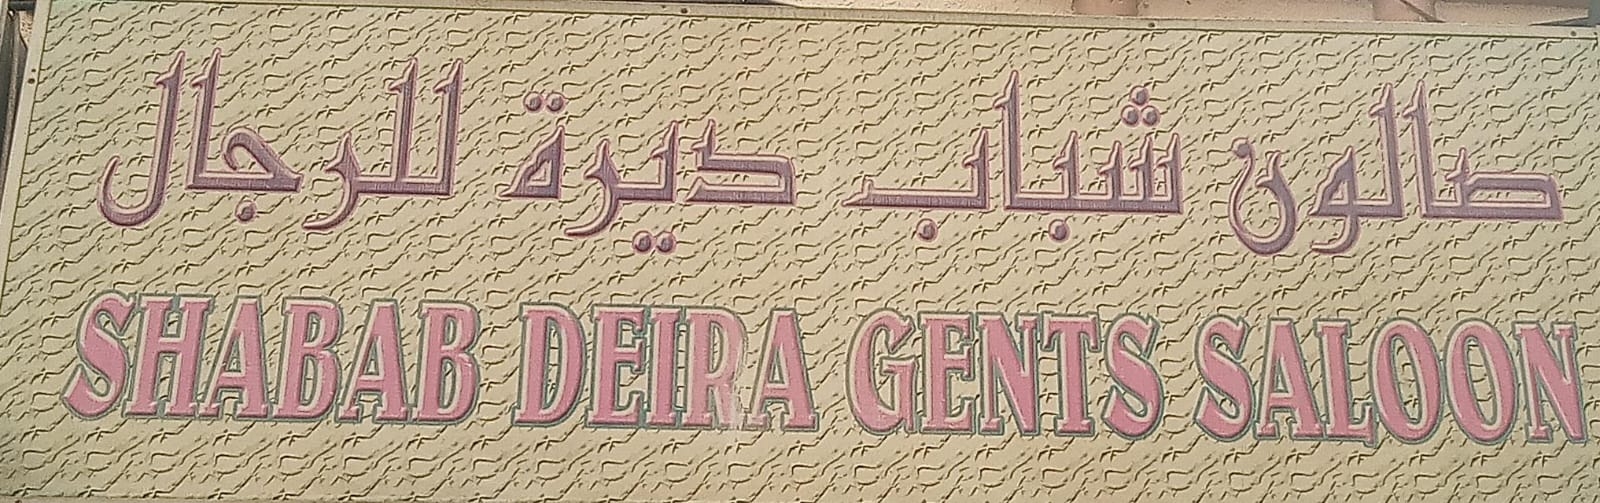 صالون شباب ديرة للرجال
SHABAB DEIRA GENTS SALOON